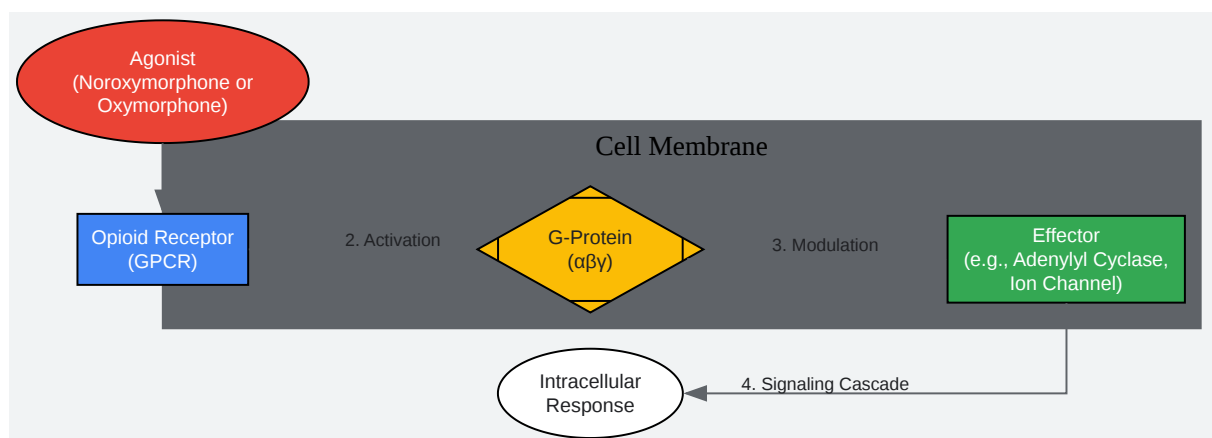 Agonist
(Noroxymorphone or
Oxymorphone)
Cell Membrane
Opioid Receptor
(GPCR)
2. Activation
G-Protein
(αβγ)
3. Modulation
Effector
(e.g., Adenylyl Cyclase,
Ion Channel)
Intracellular
Response
4. Signaling Cascade